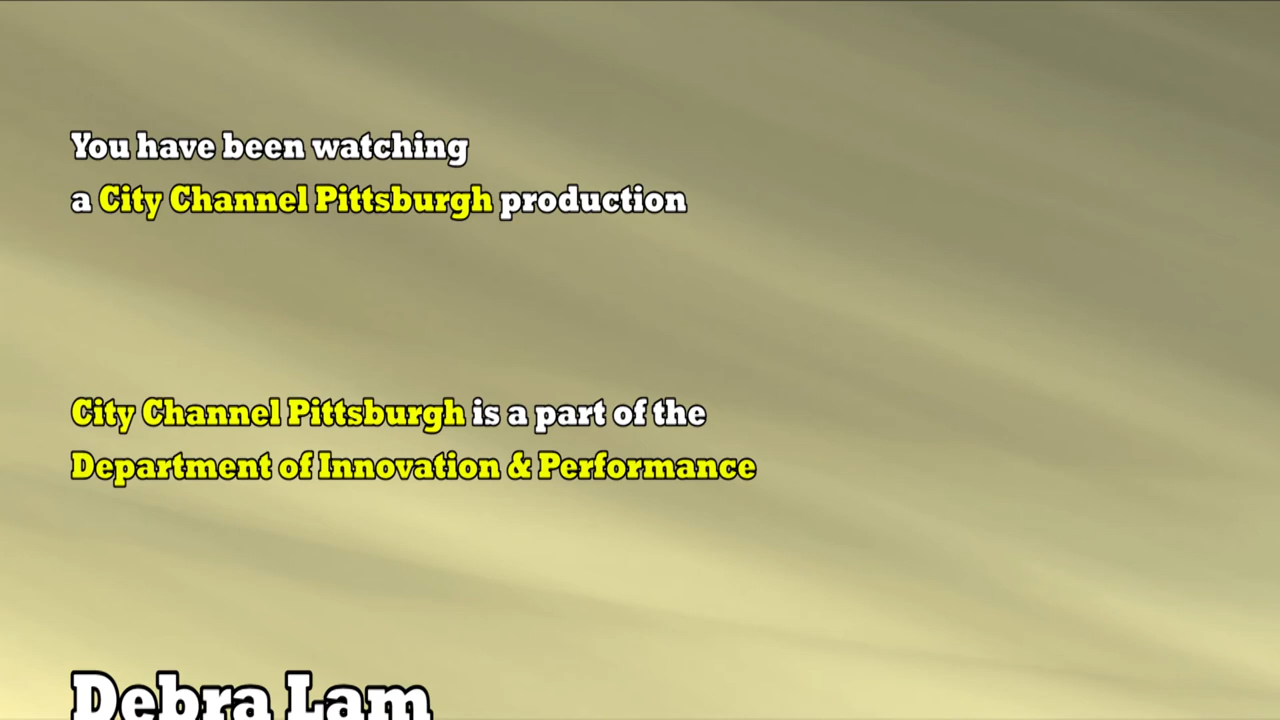 You have been watching
a City Channel Pittsburgh production
City Channel Pittsburgh is a part of the
Department of Innovation & Performance
Debra Lam